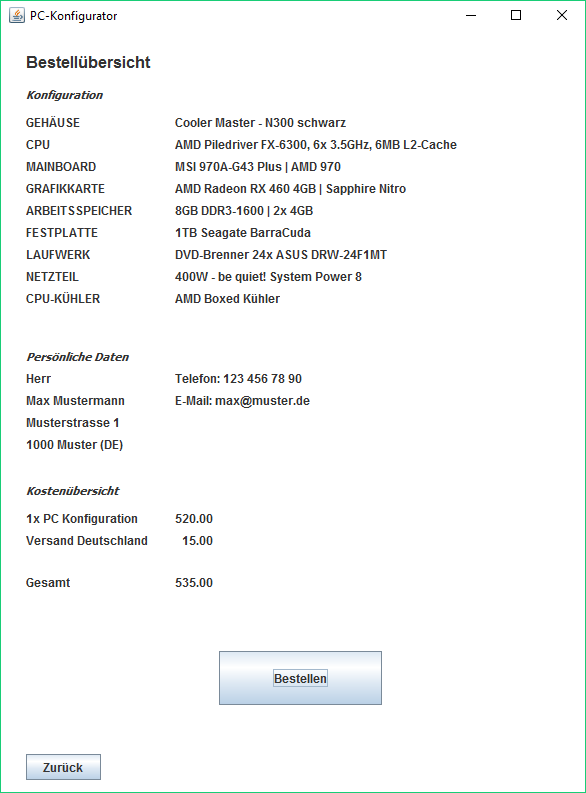 PC-Konfigurator
Bestellübersicht
Konfiguration
GEHÄUSE Cooler Master - N300 schwarz
CPU AMD Piledriver FX-6300, 6x 3.5GHz, 6MB L2-Cache
MAINBOARD MSI 970A-G43 Plus | AMD 970
GRAFIKKARTE AMD Radeon RX 460 4GB | Sapphire Nitro
ARBEITSSPEICHER 8GB DDR3-1600 | 2x 4GB
FESTPLATTE 1TB Seagate BarraCuda
LAUFWERK DVD-Brenner 24x ASUS DRW-24F1MT
NETZTEIL 400W - be quiet! System Power 8
CPU-KÜHLER AMD Boxed Kühler
Persönliche Daten
Herr Telefon: 123 456 78 90
Max Mustermann E-Mail: max@muster.de
Musterstrasse 1
1000 Muster (DE)
Kostenübersicht
1x PC Konfiguration 520.00
Versand Deutschland 15.00
Gesamt 535.00
Bestellen
Zurück